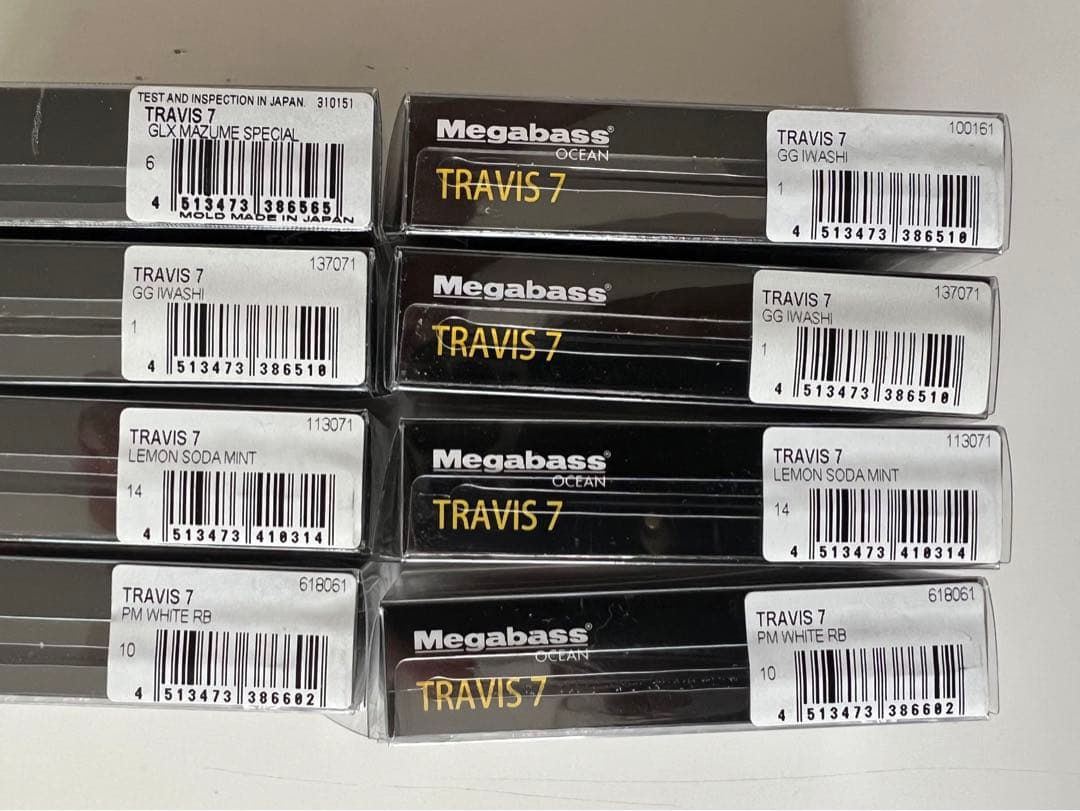 TEST AND INSPECTION IN JAPAN. 310151
TRAVIS 7
GLX MAZUME SPECIAL
6
4 513473 386565
MOLD MADE IN JAPAN
Megabass
OCEAN
TRAVIS 7
100161
TRAVIS 7
GG IWASHI
1
4 513473 386510
137071
TRAVIS 7
GG IWASHI
1
4 513473 386510
Megabass
TRAVIS 7
137071
TRAVIS 7
GG IWASHI
1
4 513473 386510
113071
TRAVIS 7
LEMON SODA MINT
14
4 513473 410314
Megabass
OCEAN
TRAVIS 7
113071
TRAVIS 7
LEMON SODA MINT
14
4 513473 410314
618061
TRAVIS 7
PM WHITE RB
10
4 513473 386602
Megabass
OCEAN
TRAVIS 7
618061
TRAVIS 7
PM WHITE RB
10
4 513473 386602